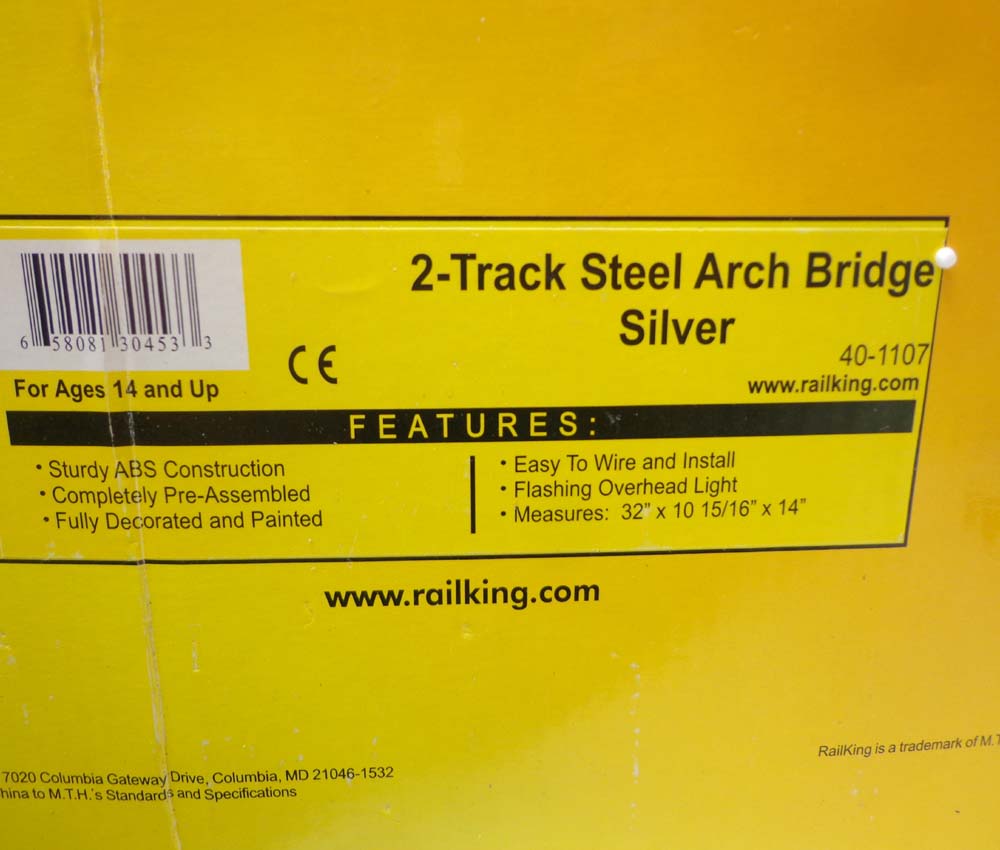 2-Track Steel Arch Bridge
Silver
40-1107
www.railking.com
6 58081 30453 3
CE
For Ages 14 and Up
FEATURES:
• Sturdy ABS Construction
• Completely Pre-Assembled
• Fully Decorated and Painted
• Easy To Wire and Install
• Flashing Overhead Light
• Measures: 32" x 10 15/16" x 14"
www.railking.com
RailKing is a trademark of M.T
7020 Columbia Gateway Drive, Columbia, MD 21046-1532
hina to M.T.H.'s Standards and Specifications